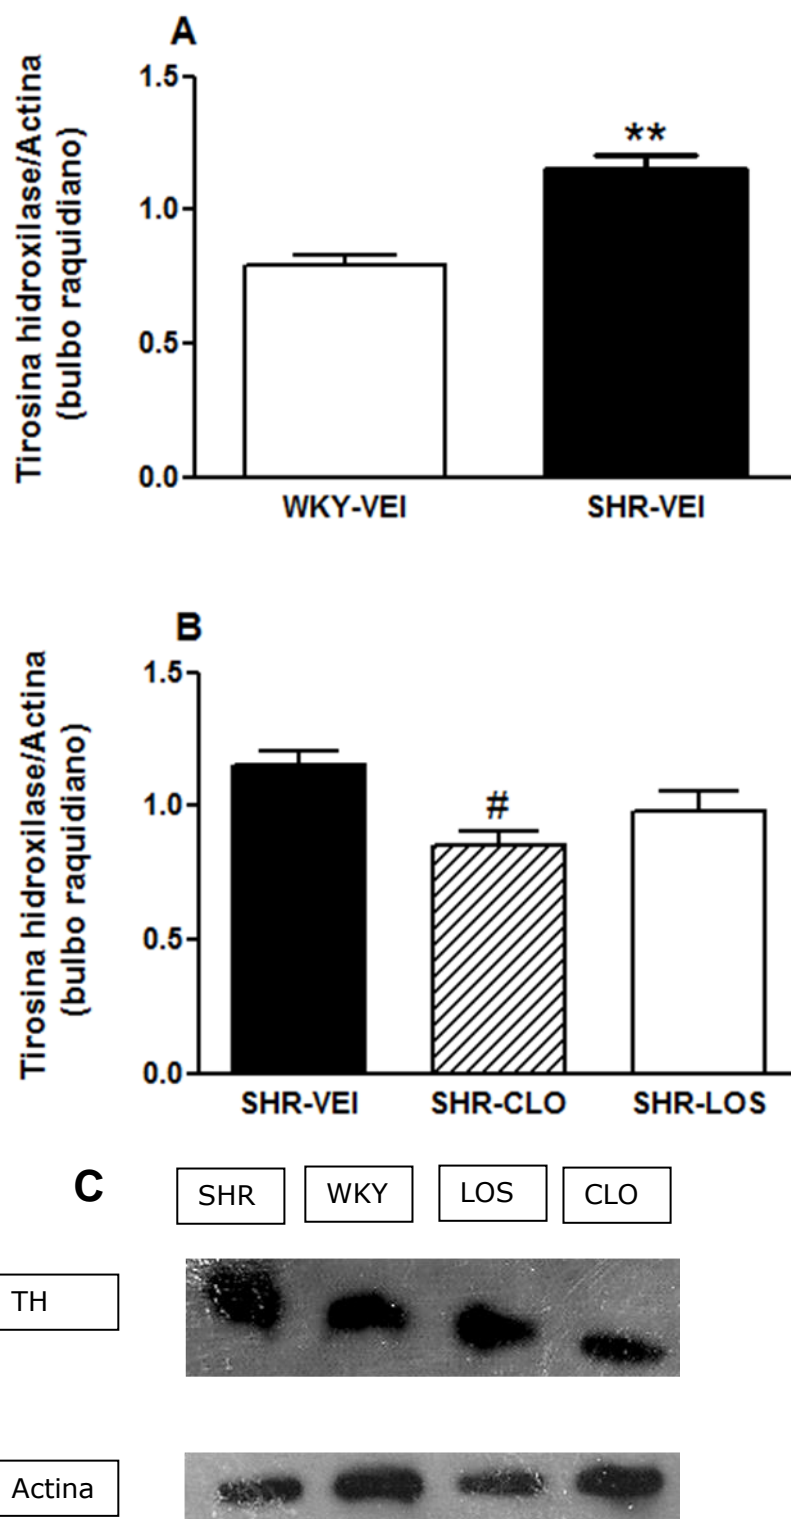 A
Tirosina hidroxilase/Actina
(bulbo raquidiano)
1.5
1.0
0.5
0.0
**
WKY-VEI SHR-VEI
B
Tirosina hidroxilase/Actina
(bulbo raquidiano)
1.5
1.0
0.5
0.0
#
SHR-VEI SHR-CLO SHR-LOS
C
SHR WKY LOS CLO
TH
Actina